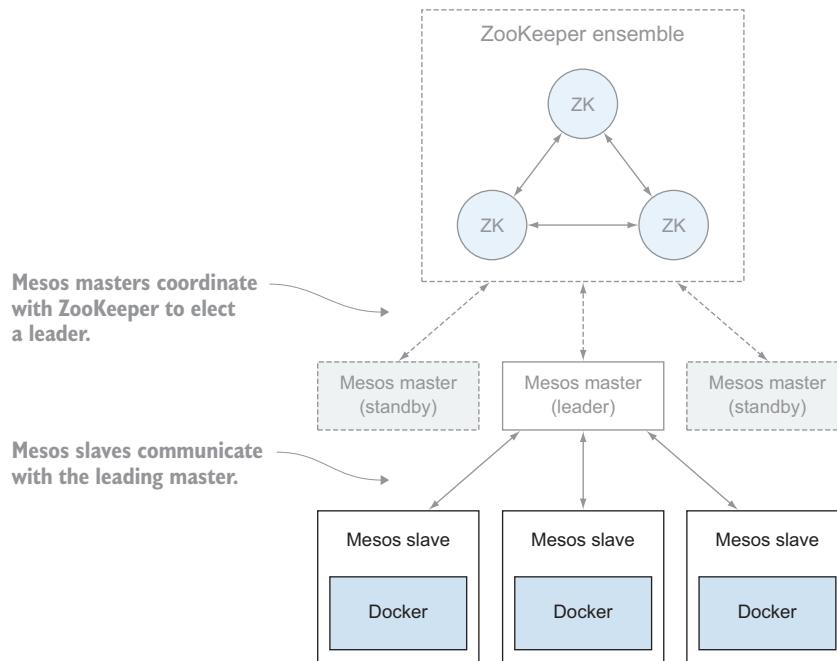 ZooKeeper ensemble
ZK
ZK
ZK
Mesos masters coordinate
with ZooKeeper to elect
a leader.
Mesos master
(standby)
Mesos master
(leader)
Mesos master
(standby)
Mesos slaves communicate
with the leading master.
Mesos slave
Mesos slave
Mesos slave
Docker
Docker
Docker